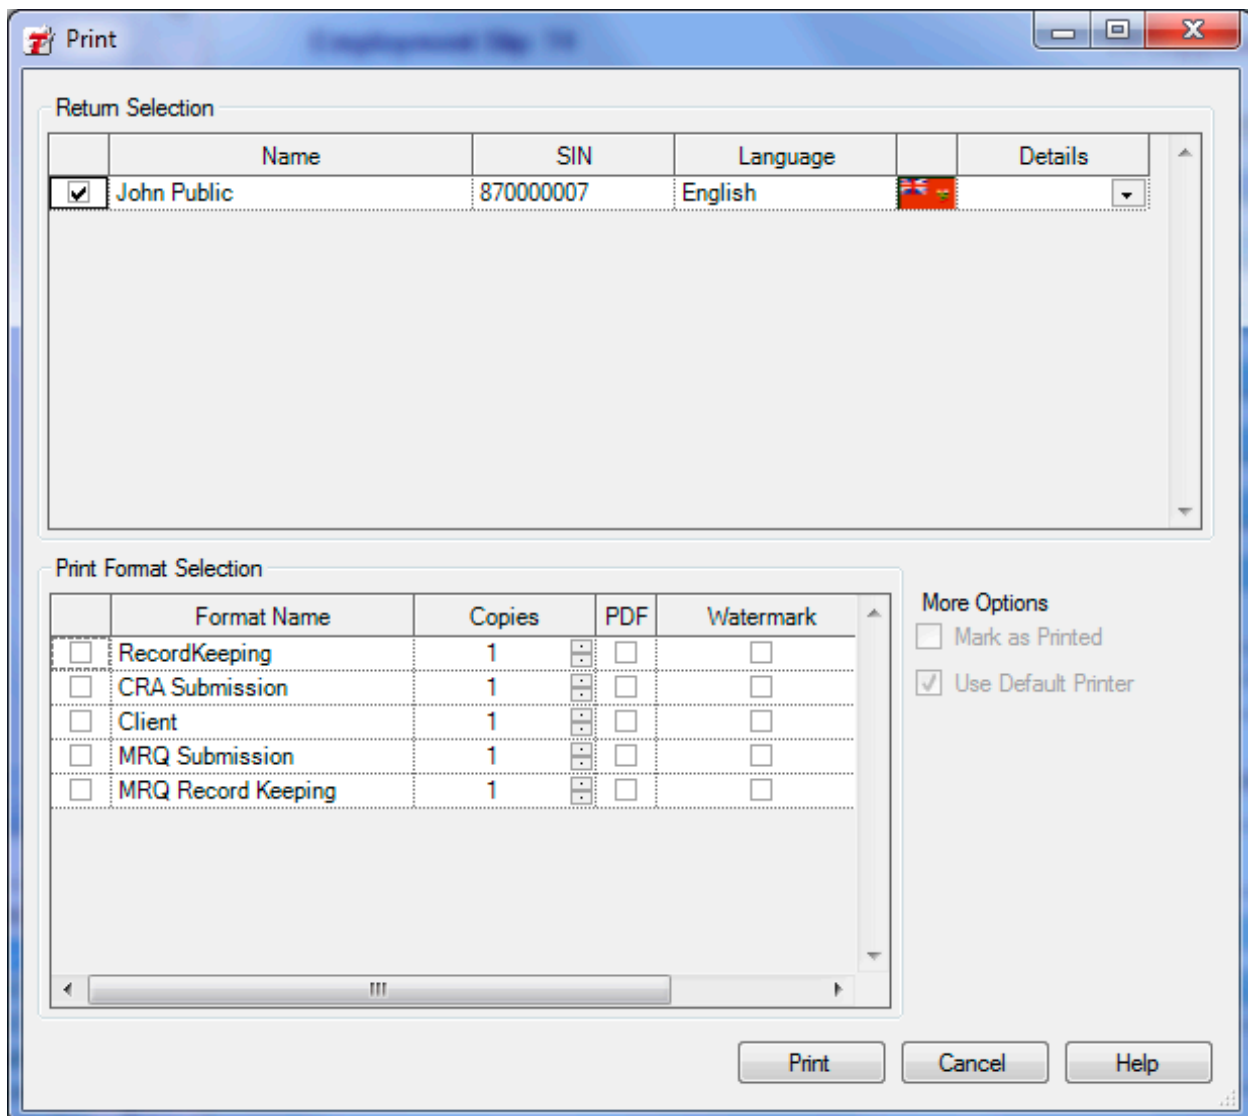 Print
Return Selection
Name SIN Language Details
John Public 870000007 English
Print Format Selection
Format Name Copies PDF Watermark
RecordKeeping 1
CRA Submission 1
Client 1
MRQ Submission 1
MRQ Record Keeping 1
More Options
Mark as Printed
Use Default Printer
Print Cancel Help